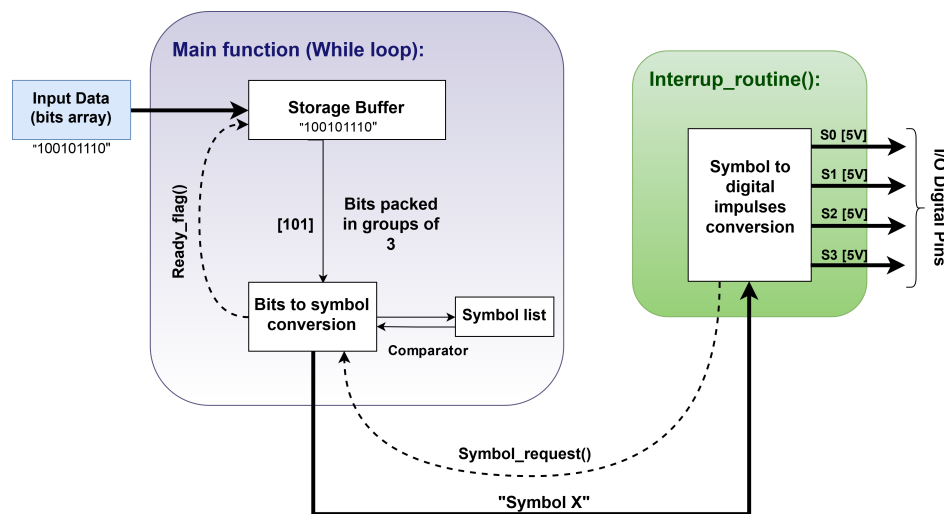 Main function (While loop):
Input Data
(bits array)
"100101110"
Storage Buffer
"100101110"
Ready_flag()
[101]
Bits packed
in groups of
3
Bits to symbol
conversion
Symbol list
Comparator
Symbol_request()
"Symbol X"
Interrup_routine():
Symbol to
digital
impulses
conversion
S0 [5V]
S1 [5V]
S2 [5V]
S3 [5V]
I/O Digital Pins